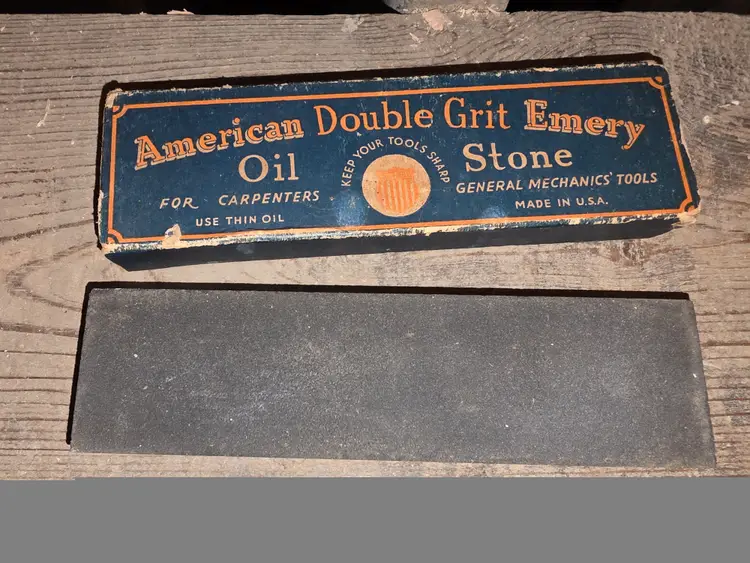 American Double Grit Emery
Oil Stone
KEEP YOUR TOOLS SHARP
FOR CARPENTERS
GENERAL MECHANICS' TOOLS
USE THIN OIL
MADE IN U.S.A.